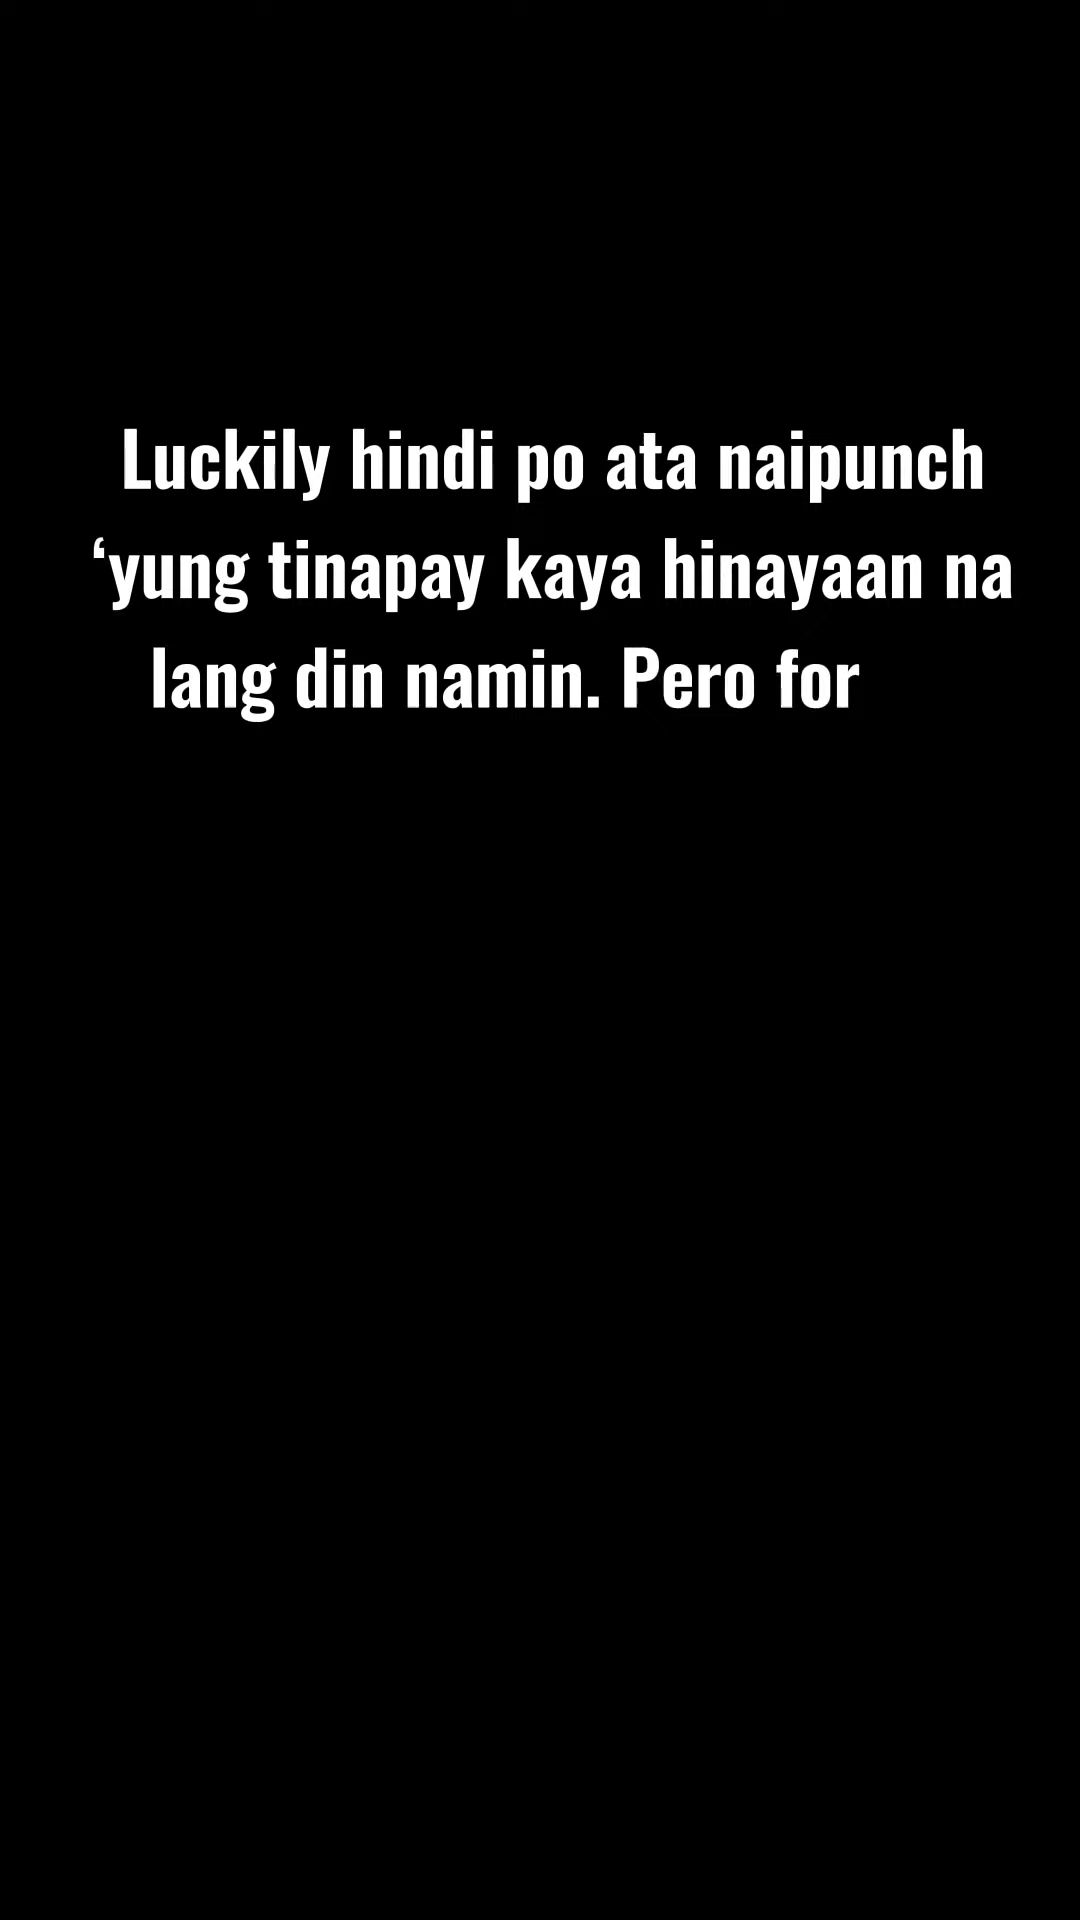 Luckily hindi po ata naipunch
‘yung tinapay kaya hinayaan na
lang din namin. Pero for